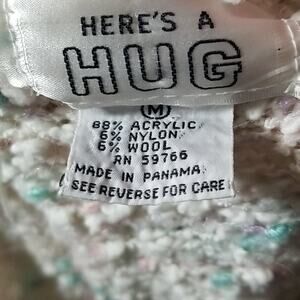 HERE'S A
HUG
M
88% ACRYLIC
6% NYLON
6% WOOL
RN 59766
MADE IN PANAMA
SEE REVERSE FOR CARE